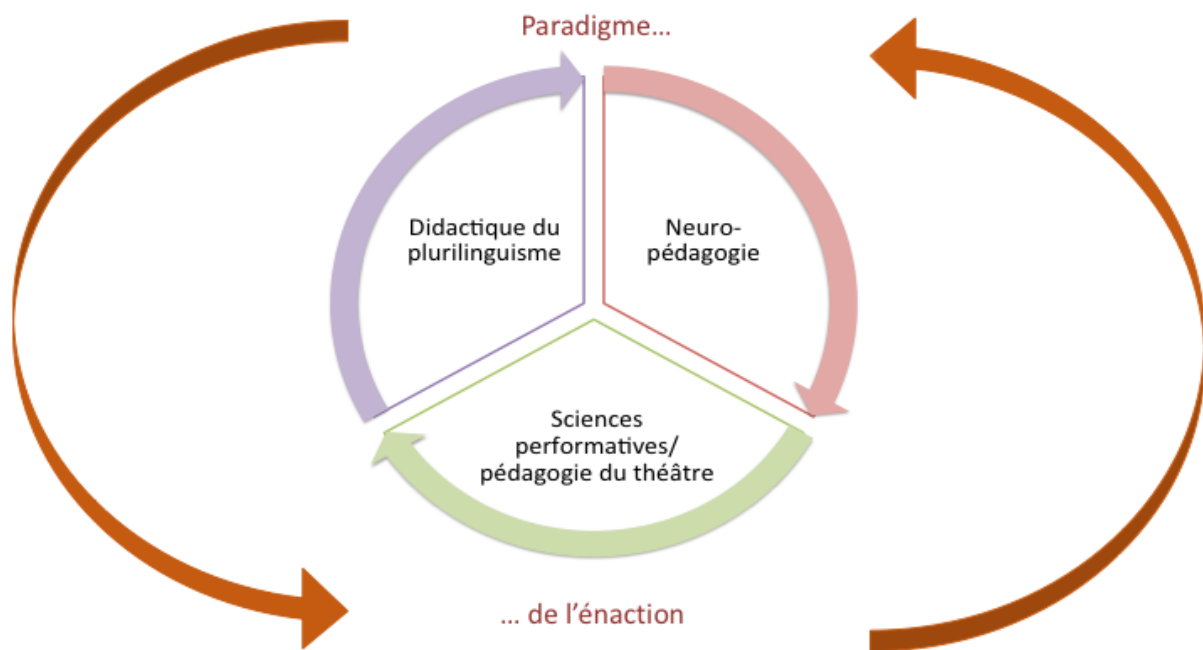 Paradigme…
Didactique du
plurilinguisme
Neuro-
pédagogie
Sciences
performatives/
pédagogie du théâtre
… de l’énaction